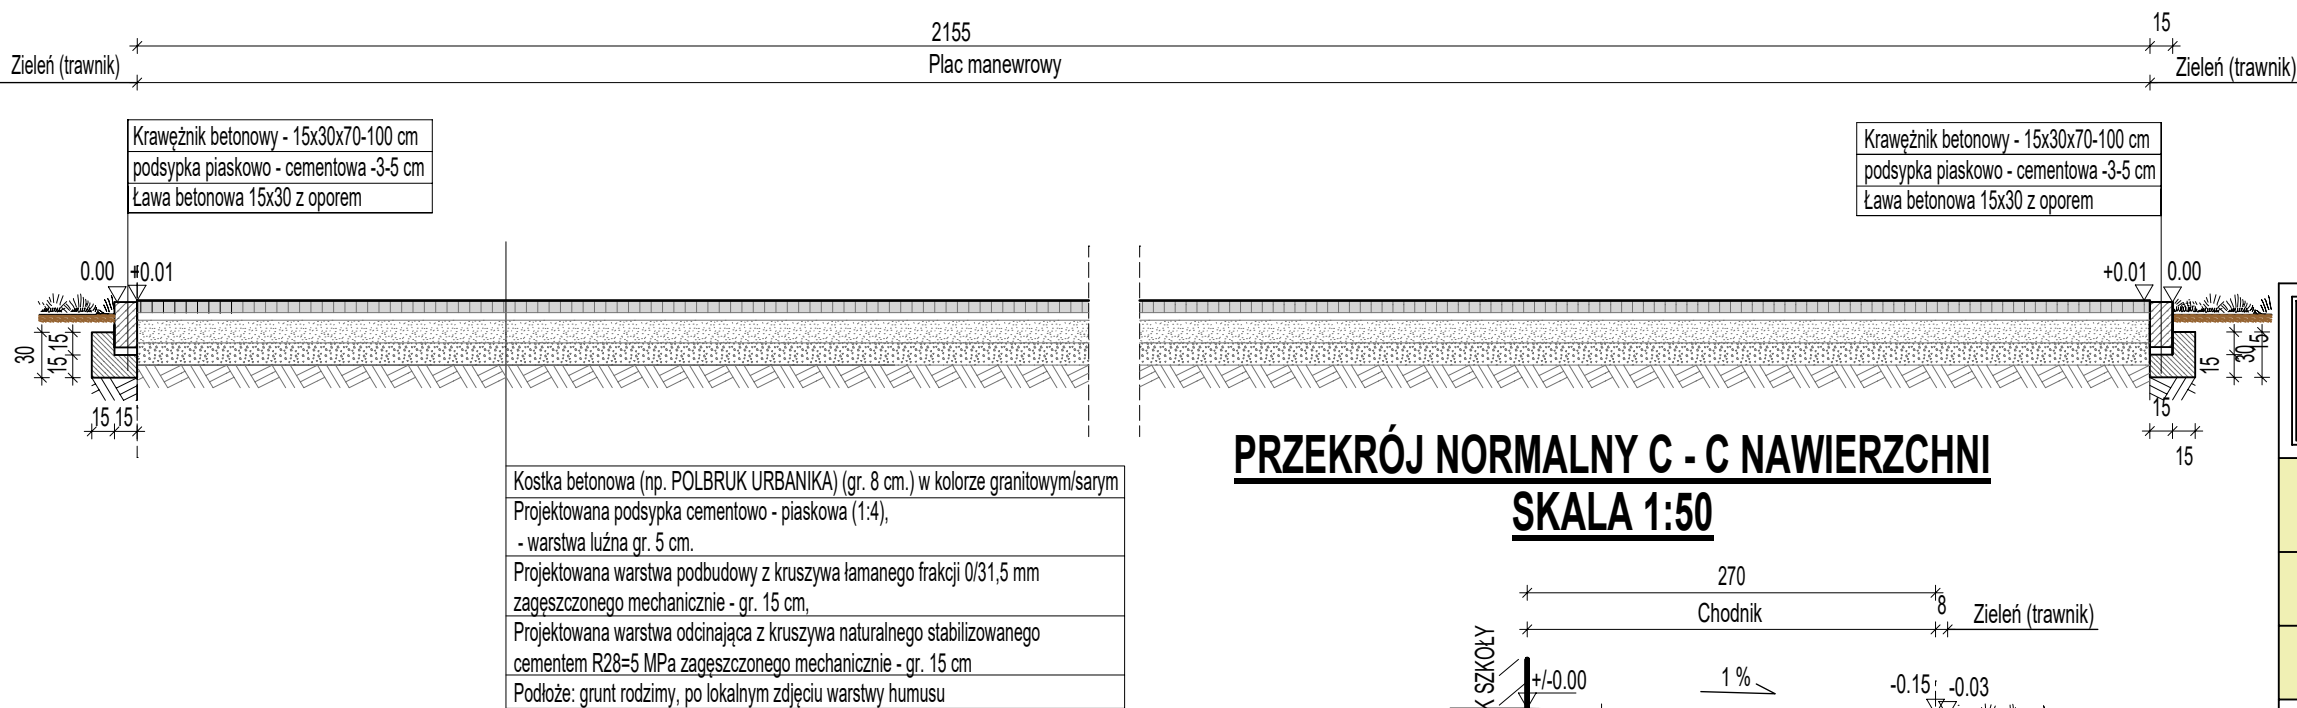 2155
15
Zieleń (trawnik)
Plac manewrowy
Zieleń (trawnik)
Krawężnik betonowy - 15x30x70-100 cm
podsypka piaskowo - cementowa -3-5 cm
Ława betonowa 15x30 z oporem
Krawężnik betonowy - 15x30x70-100 cm
podsypka piaskowo - cementowa -3-5 cm
Ława betonowa 15x30 z oporem
0.00
+0.01
+0.01
0.00
30
15
15
15
15
15
30
15
15
15
PRZEKRÓJ NORMALNY C - C NAWIERZCHNI
SKALA 1:50
Kostka betonowa (np. POLBRUK URBANIKA) (gr. 8 cm.) w kolorze granitowym/sarym
Projektowana podsypka cementowo - piaskowa (1:4),
- warstwa luźna gr. 5 cm.
Projektowana warstwa podbudowy z kruszywa łamanego frakcji 0/31,5 mm
zagęszczonego mechanicznie - gr. 15 cm,
Projektowana warstwa odcinająca z kruszywa naturalnego stabilizowanego
cementem R28=5 MPa zagęszczonego mechanicznie - gr. 15 cm
Podłoże: grunt rodzimy, po lokalnym zdjęciu warstwy humusu
270
8
Chodnik
Zieleń (trawnik)
K SZKOŁY
+/-0.00
1 %
-0.15
-0.03